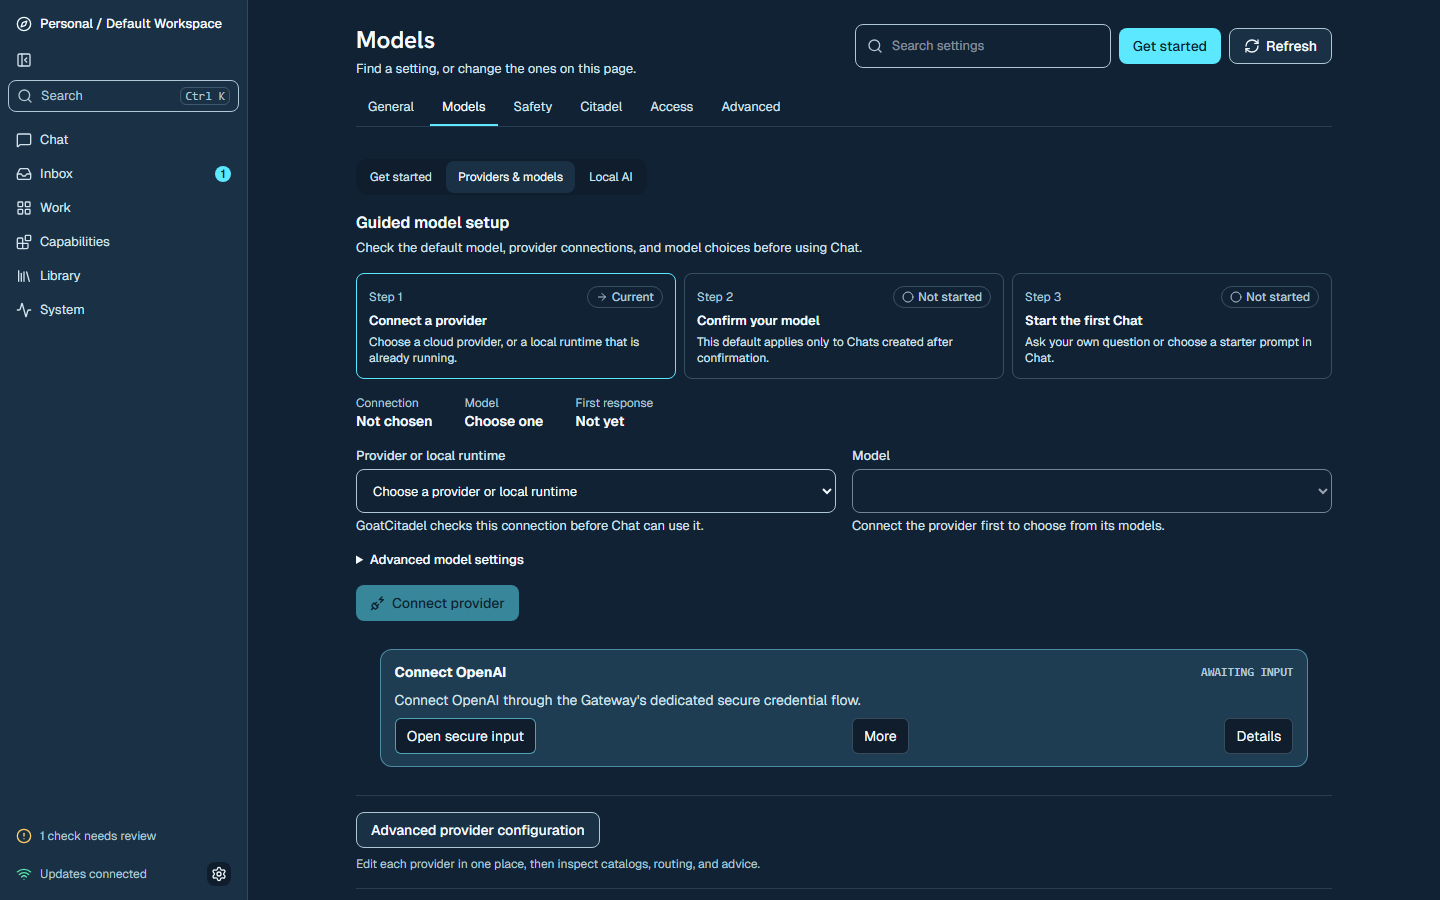 Personal / Default Workspace
Search
Ctrl K
Chat
Inbox
1
Work
Capabilities
Library
System
1 check needs review
Updates connected
Models
Find a setting, or change the ones on this page.
Search settings
Get started
Refresh
General
Models
Safety
Citadel
Access
Advanced
Get started
Providers & models
Local AI
Guided model setup
Check the default model, provider connections, and model choices before using Chat.
Step 1
Current
Connect a provider
Choose a cloud provider, or a local runtime that is
already running.
Step 2
Not started
Confirm your model
This default applies only to Chats created after
confirmation.
Step 3
Not started
Start the first Chat
Ask your own question or choose a starter prompt in
Chat.
Connection
Not chosen
Model
Choose one
First response
Not yet
Provider or local runtime
Choose a provider or local runtime
GoatCitadel checks this connection before Chat can use it.
Model
Connect the provider first to choose from its models.
Advanced model settings
Connect provider
Connect OpenAI
AWAITING INPUT
Connect OpenAI through the Gateway's dedicated secure credential flow.
Open secure input
More
Details
Advanced provider configuration
Edit each provider in one place, then inspect catalogs, routing, and advice.